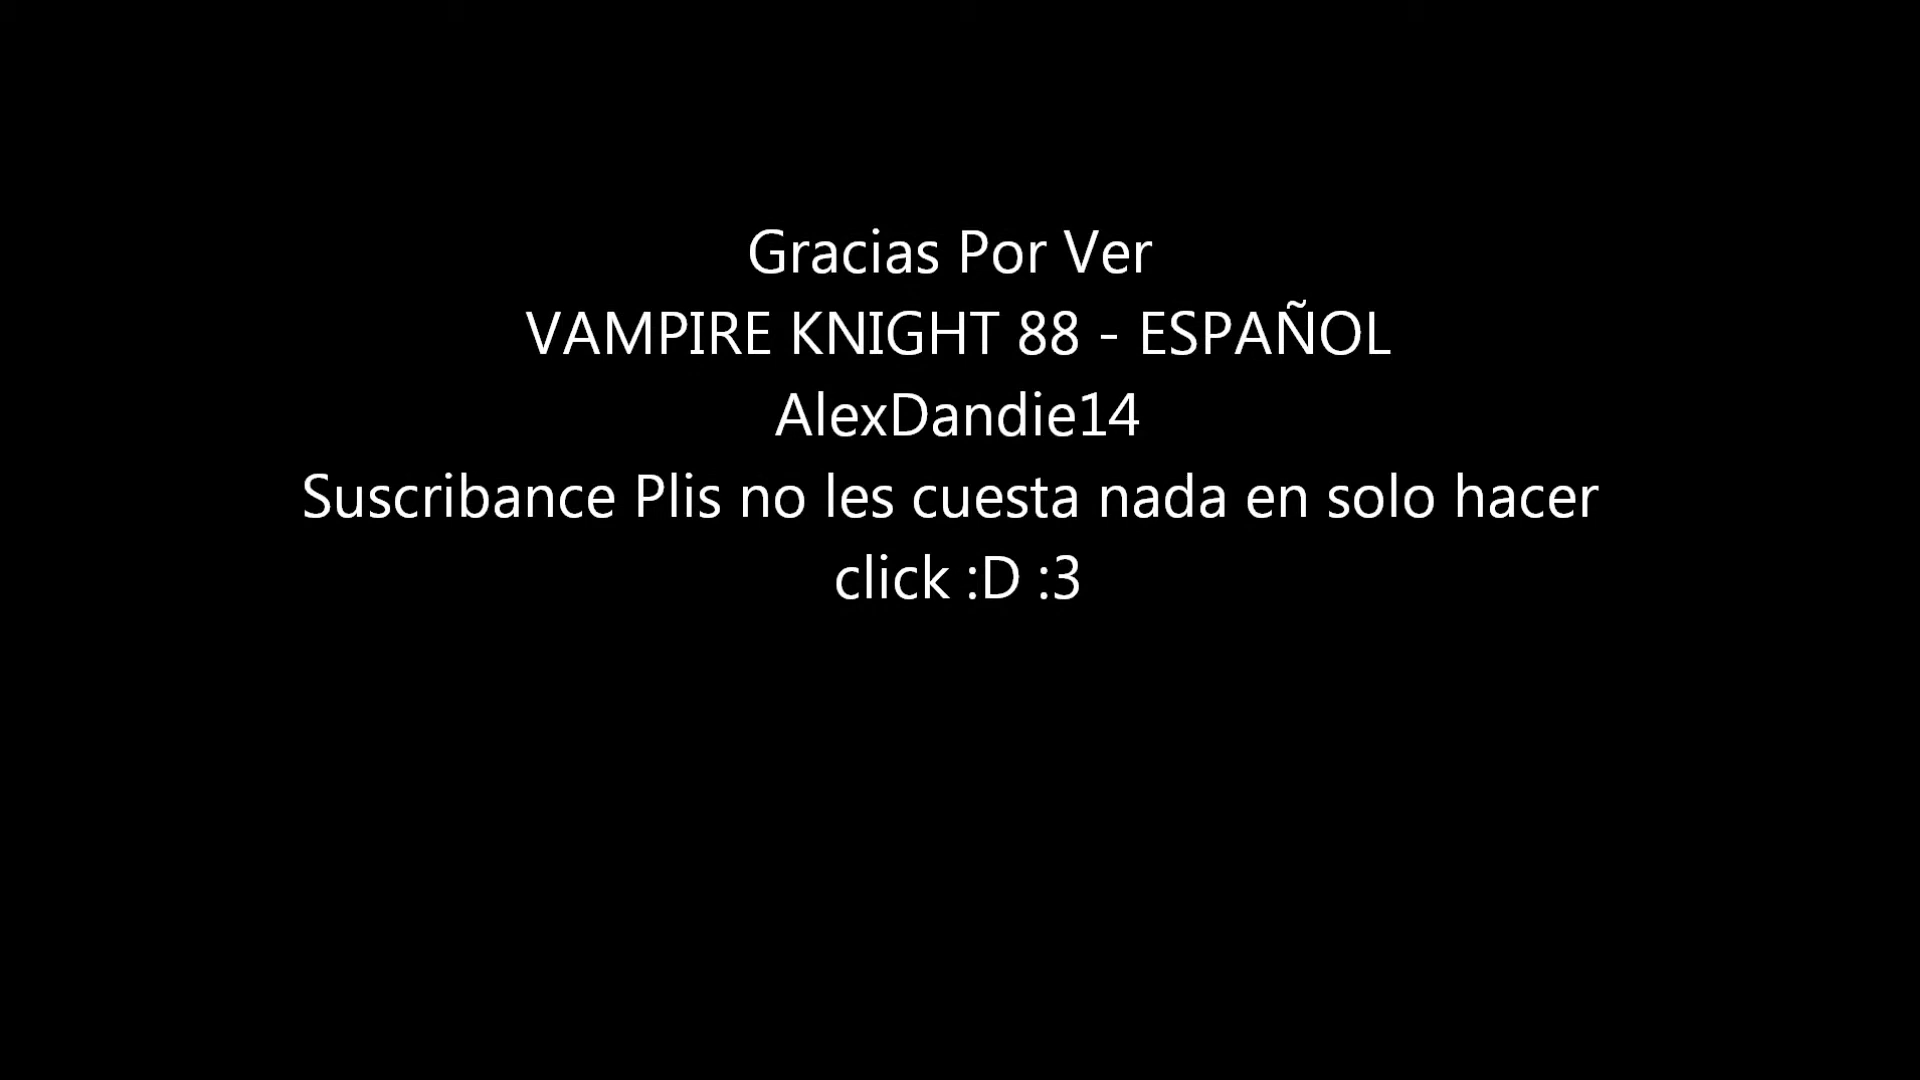 Gracias Por Ver
VAMPIRE KNIGHT 88 - ESPAÑOL
AlexDandie14
Suscribance Plis no les cuesta nada en solo hacer
click :D :3